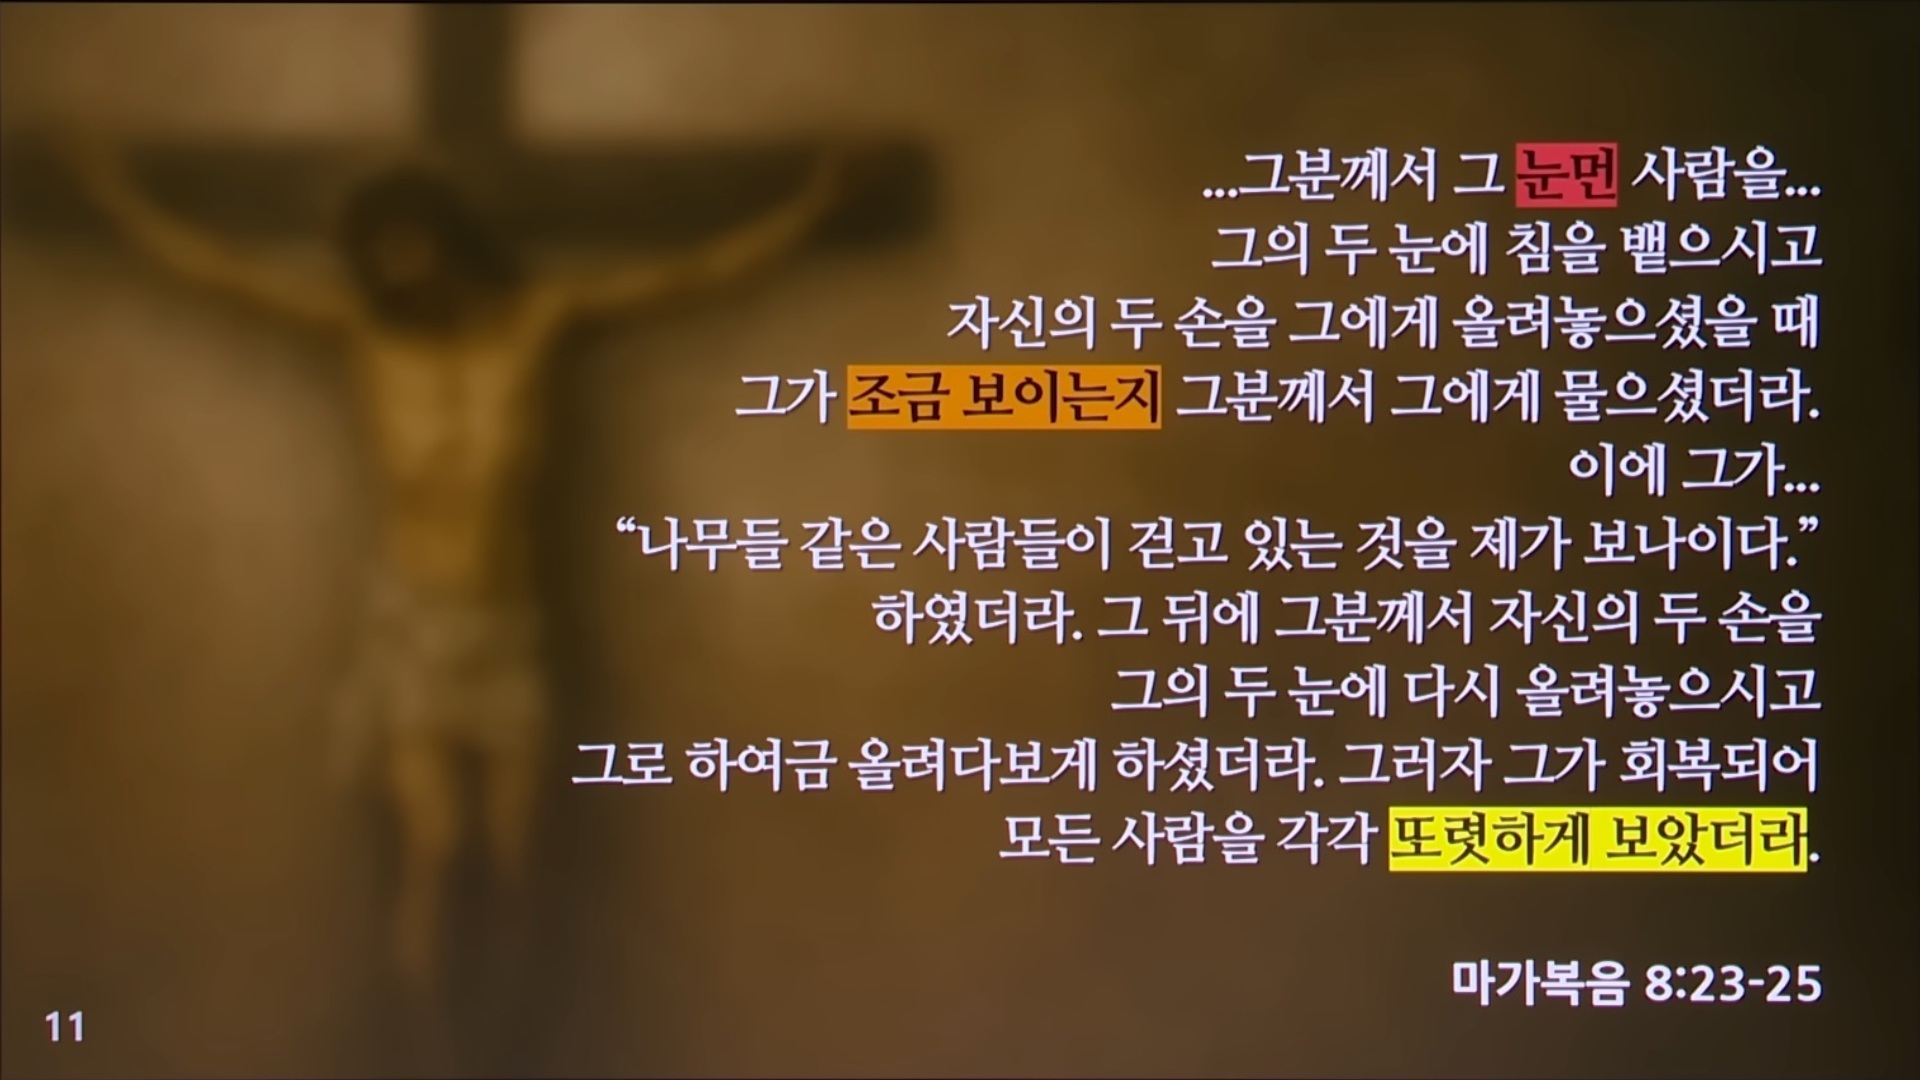 ...그분께서 그 눈먼 사람을...
그의 두 눈에 침을 뱉으시고
자신의 두 손을 그에게 올려놓으셨을 때
그가 조금 보이는지 그분께서 그에게 물으셨더라.
이에 그가...
“나무들 같은 사람들이 걷고 있는 것을 제가 보나이다.”
하였더라. 그 뒤에 그분께서 자신의 두 손을
그의 두 눈에 다시 올려놓으시고
그로 하여금 올려다보게 하셨더라. 그러자 그가 회복되어
모든 사람을 각각 또렷하게 보았더라.
마가복음 8:23-25
11